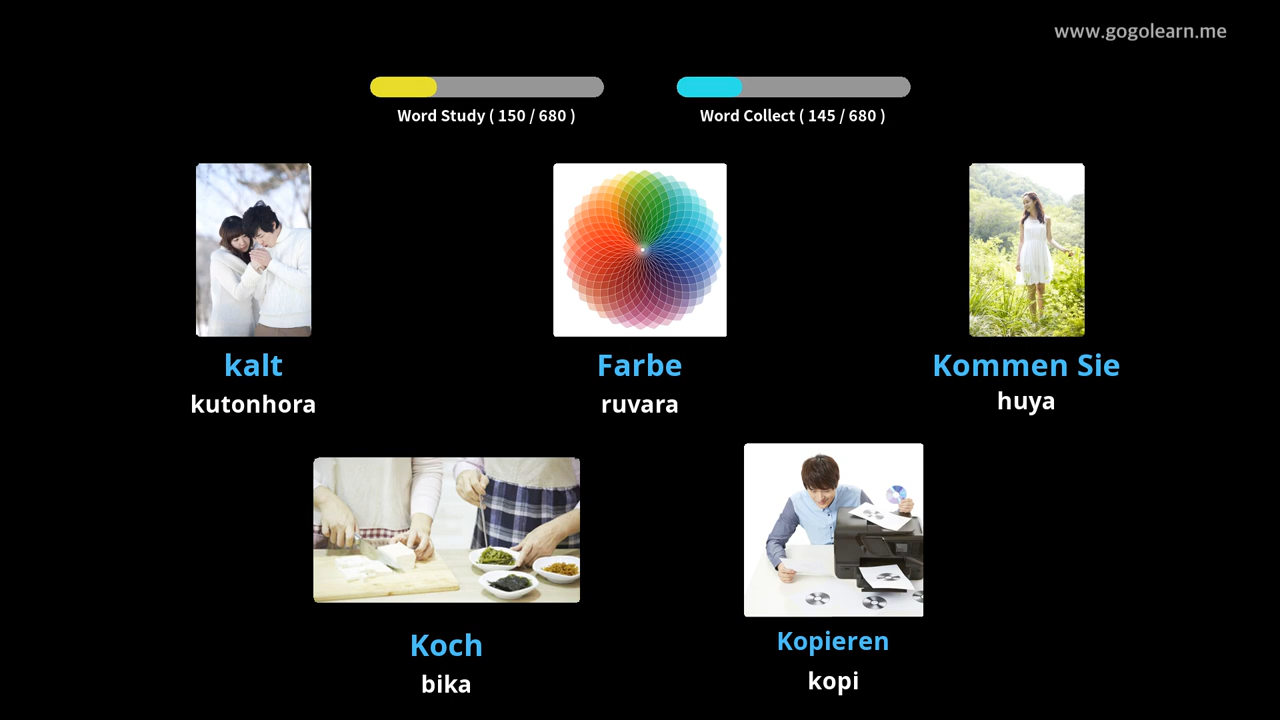 www.gogolearn.me
Word Study ( 150 / 680 )
Word Collect ( 145 / 680 )
kalt
kutonhora
Farbe
ruvara
Kommen Sie
huya
Koch
bika
Kopieren
kopi